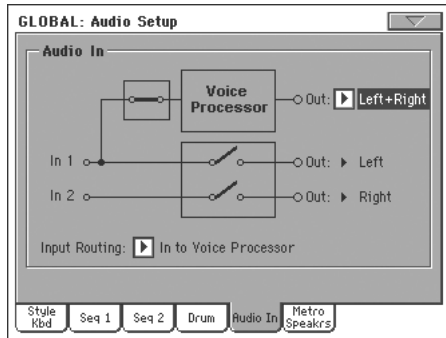 GLOBAL: Audio Setup
Audio In
Voice
Processor
Out: Left+Right
In 1
Out: Left
In 2
Out: Right
Input Routing: In to Voice Processor
Style
Kbd
Seq 1
Seq 2
Drum
Audio In
Metro
Speakrs